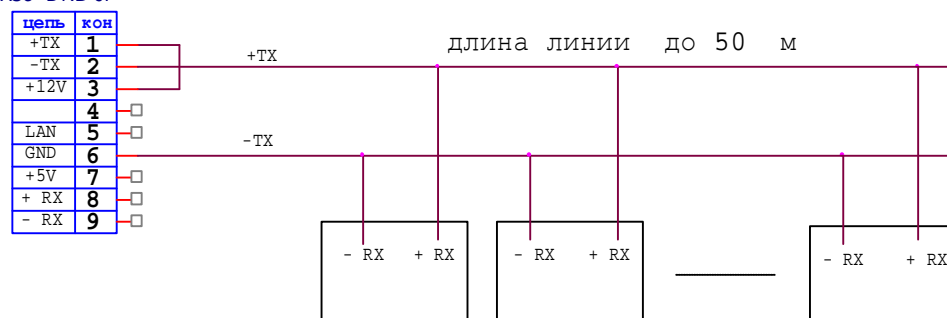 цепь кон
+TX 1
-TX 2
+12V 3
4
LAN 5
GND 6
+5V 7
+ RX 8
- RX 9
+TX
длина линии до 50 м
-TX
- RX + RX
- RX + RX
- RX + RX